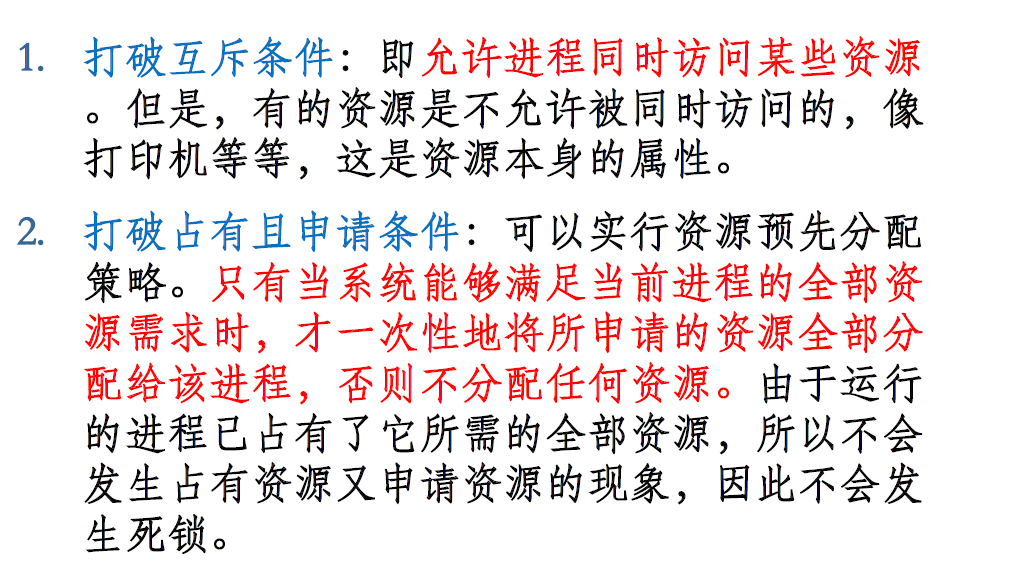 1. 打破互斥条件：即允许进程同时访问某些资源
。但是，有的资源是不允许被同时访问的，像
打印机等等，这是资源本身的属性。
2. 打破占有且申请条件：可以实行资源预先分配
策略。只有当系统能够满足当前进程的全部资
源需求时，才一次性地将所申请的资源全部分
配给该进程，否则不分配任何资源。由于运行
的进程已占有了它所需的全部资源，所以不会
发生占有资源又申请资源的现象，因此不会发
生死锁。